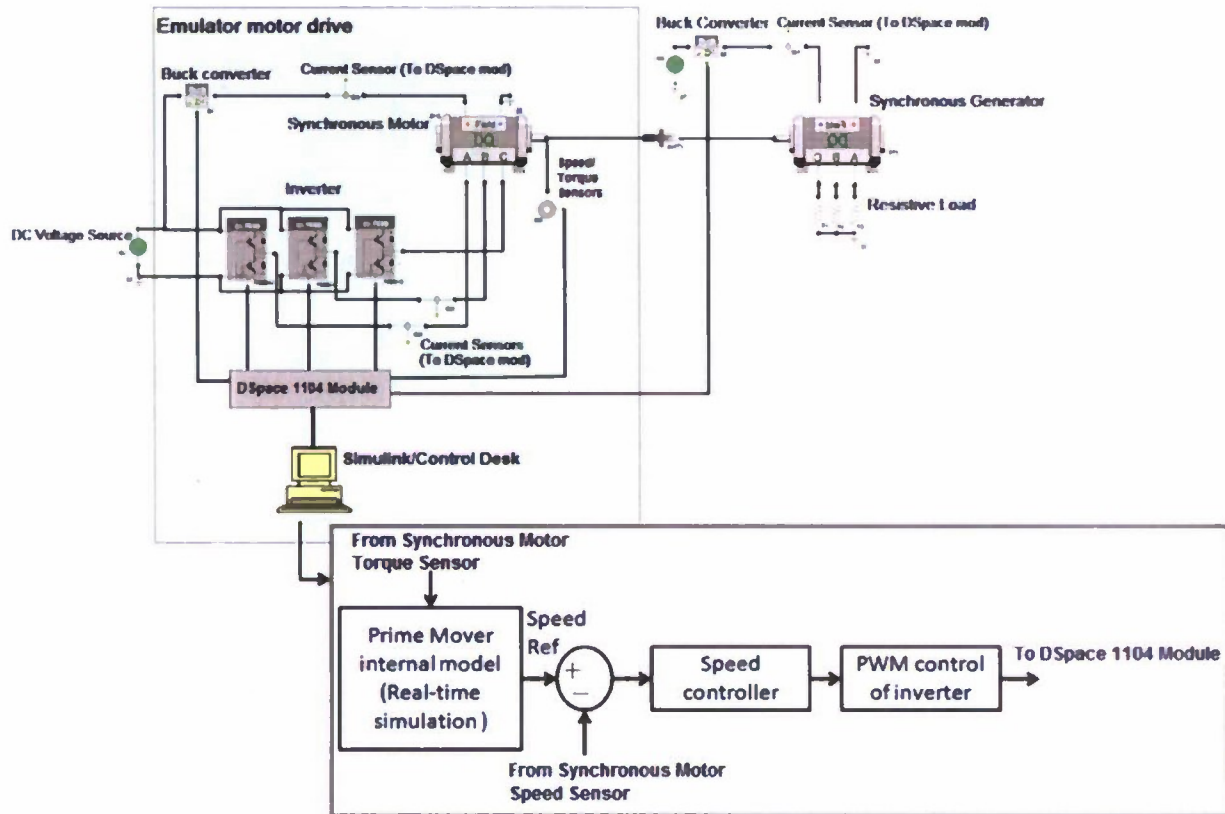 Emulator motor drive
Buck converter
Current Sensor (To DSpace mod)
Synchronous Motor
Field
DQ
A B C
Speed/
Torque
Sensors
Inverter
DC Voltage Source
Current Sensors
(To DSpace mod)
DSpace 1104 Module
Simulink/Control Desk
Buck Converter
Current Sensor (To DSpace mod)
Synchronous Generator
C B A
Resistive Load
From Synchronous Motor
Torque Sensor
Prime Mover
internal model
(Real-time
simulation)
Speed
Ref
+
−
From Synchronous Motor
Speed Sensor
Speed
controller
PWM control
of inverter
To DSpace 1104 Module